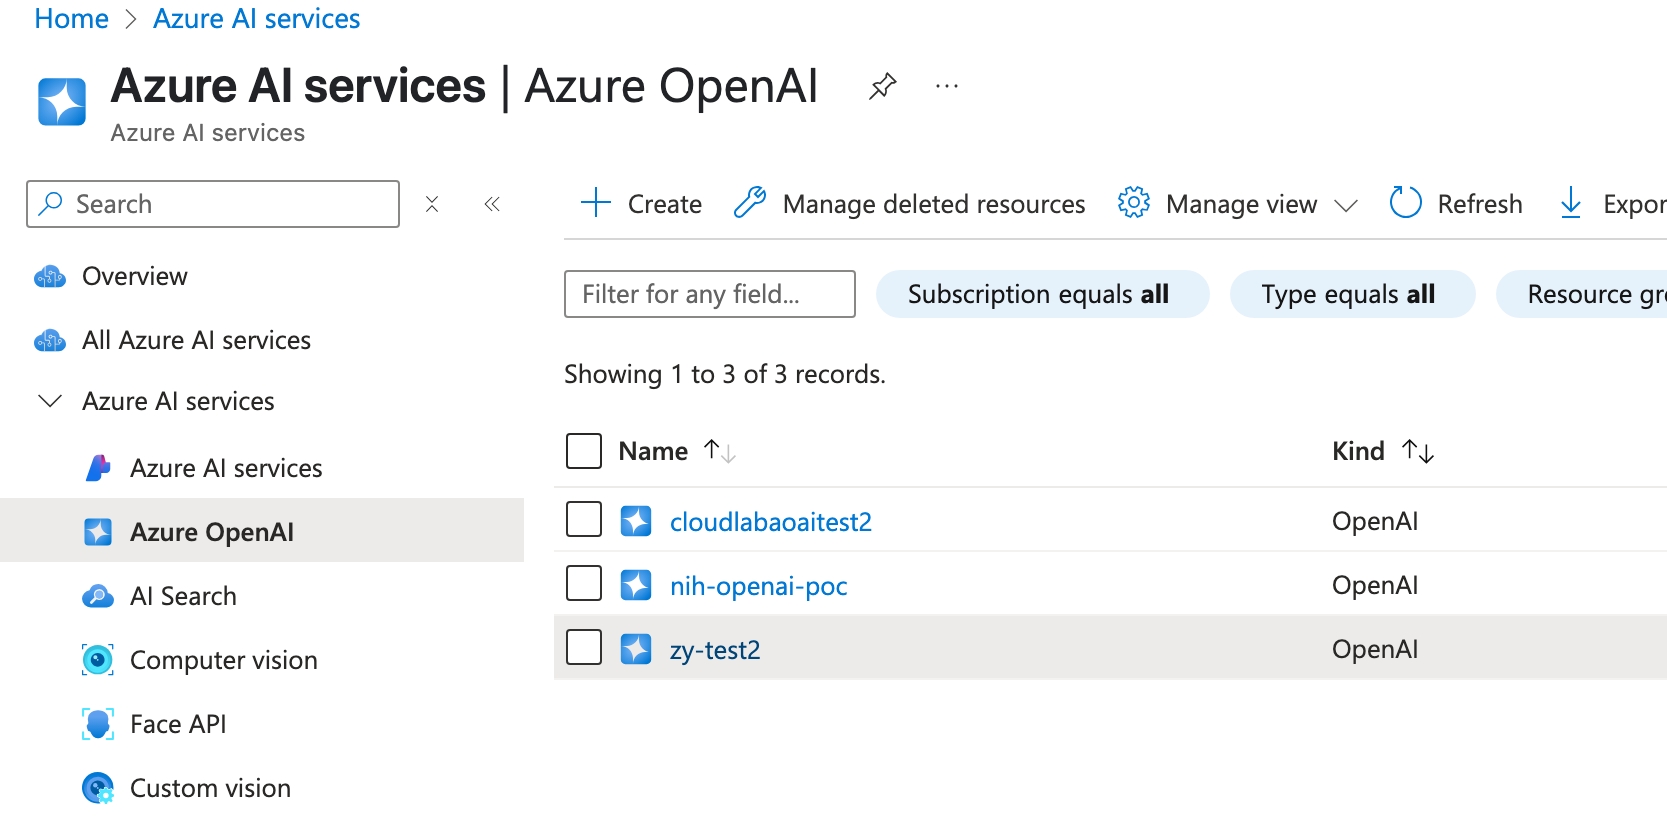 Home > Azure AI services
Azure AI services | Azure OpenAI
Azure AI services
Search
Create
Manage deleted resources
Manage view
Refresh
Expor
Overview
All Azure AI services
Azure AI services
Azure AI services
Azure OpenAI
AI Search
Computer vision
Face API
Custom vision
Filter for any field...
Subscription equals all
Type equals all
Resource gr
Showing 1 to 3 of 3 records.
Name Kind
cloudlabaoaitest2 OpenAI
nih-openai-poc OpenAI
zy-test2 OpenAI